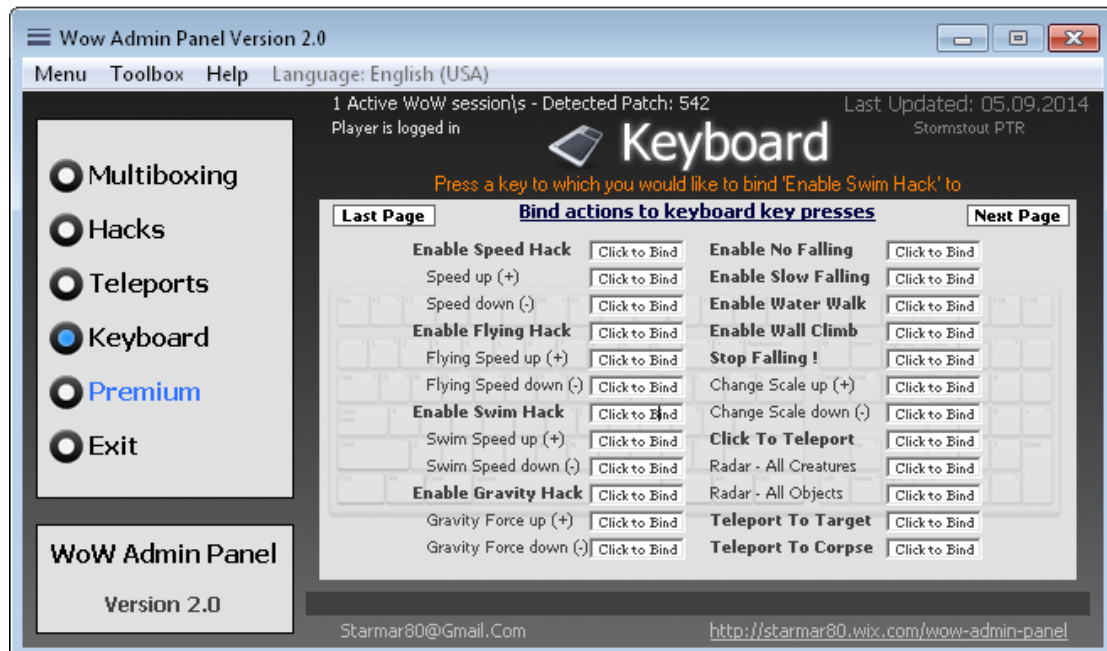 Wow Admin Panel Version 2.0
Menu Toolbox Help Language: English (USA)
1 Active WoW session\s - Detected Patch: 542
Last Updated: 05.09.2014
Player is logged in
Stormstout PTR
Keyboard
Press a key to which you would like to bind 'Enable Swim Hack' to
Multiboxing
Hacks
Teleports
Keyboard
Premium
Exit
WoW Admin Panel
Version 2.0
Last Page
Bind actions to keyboard key presses
Next Page
Enable Speed Hack Click to Bind
Speed up (+) Click to Bind
Speed down (-) Click to Bind
Enable Flying Hack Click to Bind
Flying Speed up (+) Click to Bind
Flying Speed down (-) Click to Bind
Enable Swim Hack Click to Bind
Swim Speed up (+) Click to Bind
Swim Speed down (-) Click to Bind
Enable Gravity Hack Click to Bind
Gravity Force up (+) Click to Bind
Gravity Force down (-) Click to Bind
Enable No Falling Click to Bind
Enable Slow Falling Click to Bind
Enable Water Walk Click to Bind
Enable Wall Climb Click to Bind
Stop Falling ! Click to Bind
Change Scale up (+) Click to Bind
Change Scale down (-) Click to Bind
Click To Teleport Click to Bind
Radar - All Creatures Click to Bind
Radar - All Objects Click to Bind
Teleport To Target Click to Bind
Teleport To Corpse Click to Bind
Starmar80@Gmail.Com
http://starmar80.wix.com/wow-admin-panel